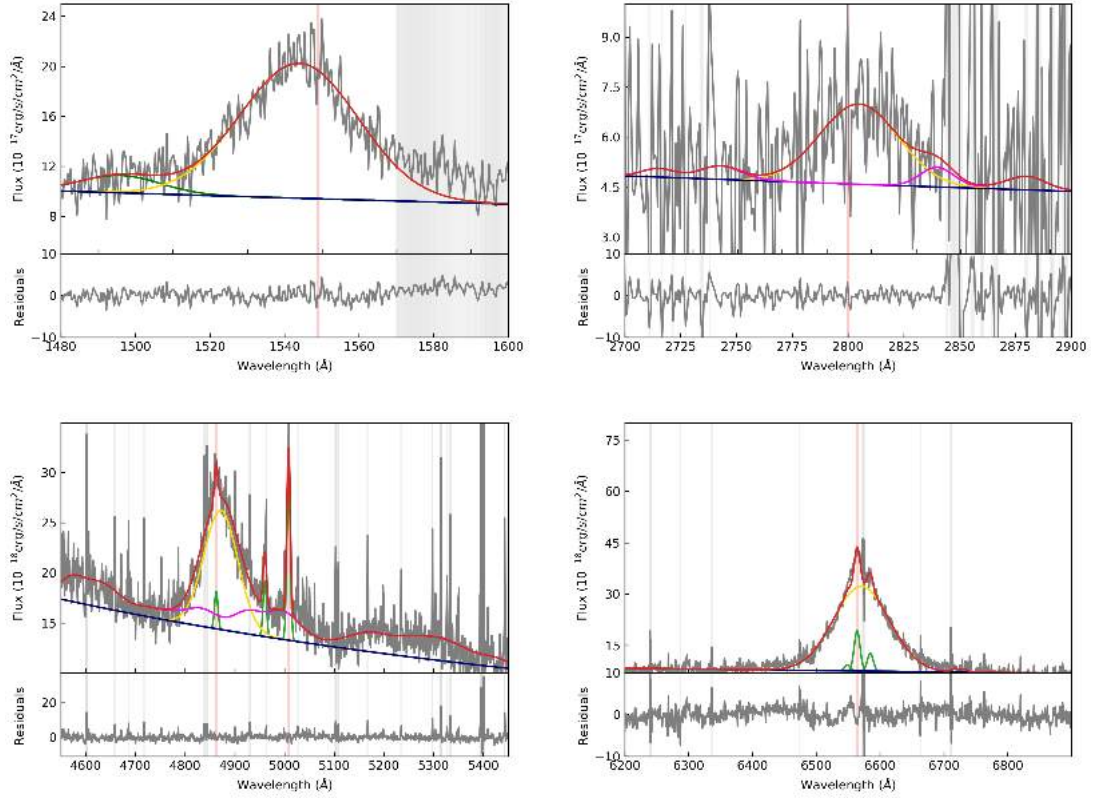 24
20
16
12
8
Flux (10 17erg/s/cm²/Å)
10
0
−10
Residuals
1480 1500 1520 1540 1560 1580 1600
Wavelength (Å)
9.0
7.5
6.0
4.5
3.0
Flux (10 17erg/s/cm²/Å)
10
0
−10
Residuals
2700 2725 2775 2800 2825 2850 2900
Wavelength (Å)
30
25
20
15
Flux (10 18erg/s/cm²/Å)
20
0
Residuals
4600 4700 4800 4900 5000 5100 5200 5300 5400
Wavelength (Å)
75
60
45
30
15
Flux (10 18erg/s/cm²/Å)
10
0
−10
Residuals
6200 6300 6400 6500 6600 6700 6800
Wavelength (Å)